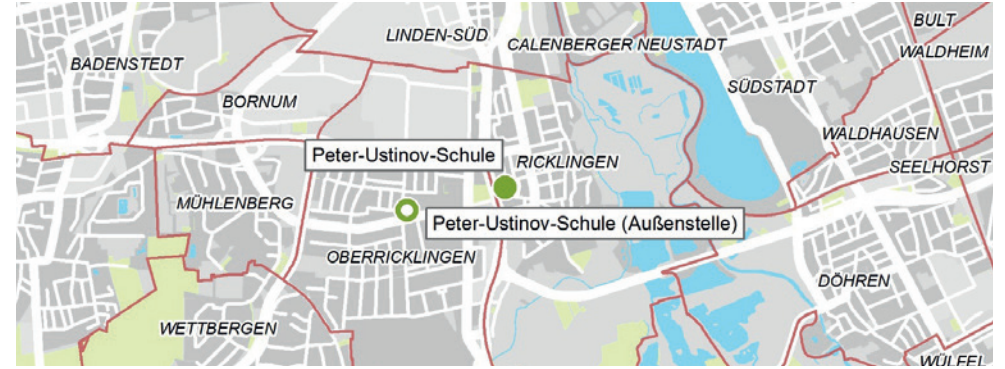 BULT
LINDEN-SÜD
CALENBERGER NEUSTADT
WALDHEIM
BADENSTEDT
SÜDSTADT
BORNUM
WALDHAUSEN
Peter-Ustinov-Schule
RICKLINGEN
SEELHORST
MÜHLENBERG
Peter-Ustinov-Schule (Außenstelle)
OBERRICKLINGEN
DÖHREN
WETTBERGEN
WÜLFEL